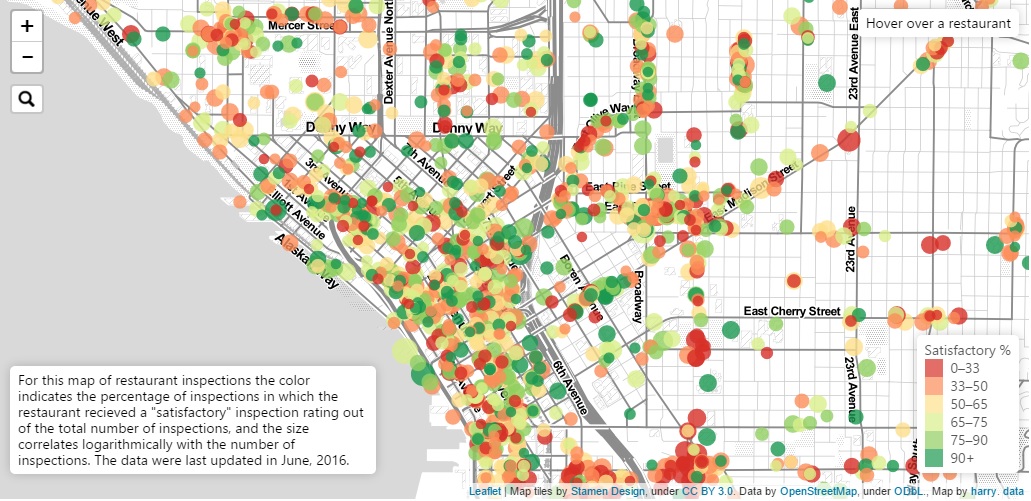 +
−
Mercer Street
Dexter Avenue North
23rd Avenue East
Hover over a restaurant
Olive Way
Denny Way
Denny Way
7th Avenue
3rd Avenue
Elliott Avenue
Alaskan Way
East Pine Street
East Madison Street
23rd Avenue
Boren Avenue
Broadway
East Cherry Street
6th Avenue
23rd Avenue
For this map of restaurant inspections the color
indicates the percentage of inspections in which the
restaurant recieved a "satisfactory" inspection rating out
of the total number of inspections, and the size
correlates logarithmically with the number of
inspections. The data were last updated in June, 2016.
Satisfactory %
0–33
33–50
50–65
65–75
75–90
90+
Leaflet | Map tiles by Stamen Design, under CC BY 3.0. Data by OpenStreetMap, under ODbL., Map by harry. data